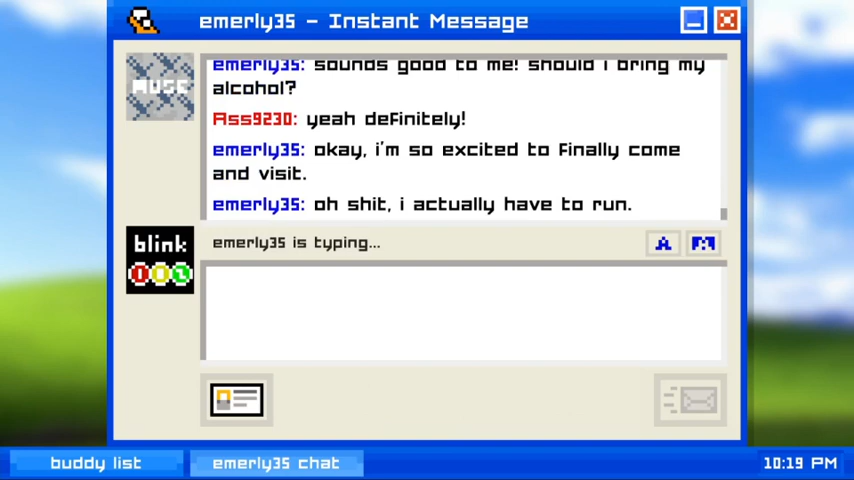 emerly35 - Instant Message
emerly35: sounds good to me! should i bring my
alcohol?
Ass9230: yeah definitely!
emerly35: okay, i'm so excited to finally come
and visit.
oh shit, i actually have to run.
MUSE
blink
182
emerly35 is typing...
A
buddy list
emerly35 chat
10:19 PM